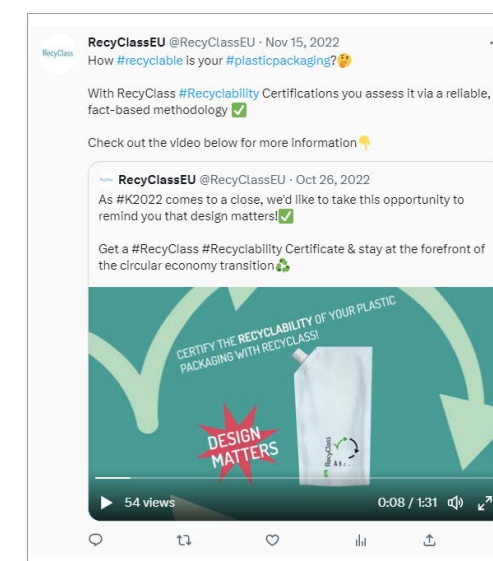 RecyClass
RecyClassEU @RecyClassEU · Nov 15, 2022
How #recyclable is your #plasticpackaging?🤔
With RecyClass #Recyclability Certifications you assess it via a reliable,
fact-based methodology ✅
Check out the video below for more information👇
RecyClassEU @RecyClassEU · Oct 26, 2022
As #K2022 comes to a close, we'd like to take this opportunity to
remind you that design matters!✅
Get a #RecyClass #Recyclability Certificate & stay at the forefront of
the circular economy transition♻
CERTIFY THE RECYCLABILITY OF YOUR PLASTIC
PACKAGING WITH RECYCLASS!
DESIGN
MATTERS
RecyClass
A B C
54 views
0:08 / 1:31